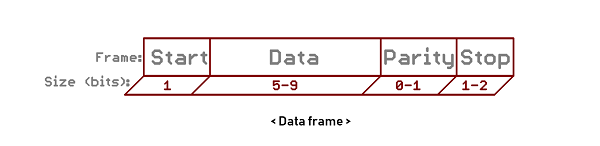 Frame: Start Data Parity Stop
Size (bits): 1 5-9 0-1 1-2
< Data frame >